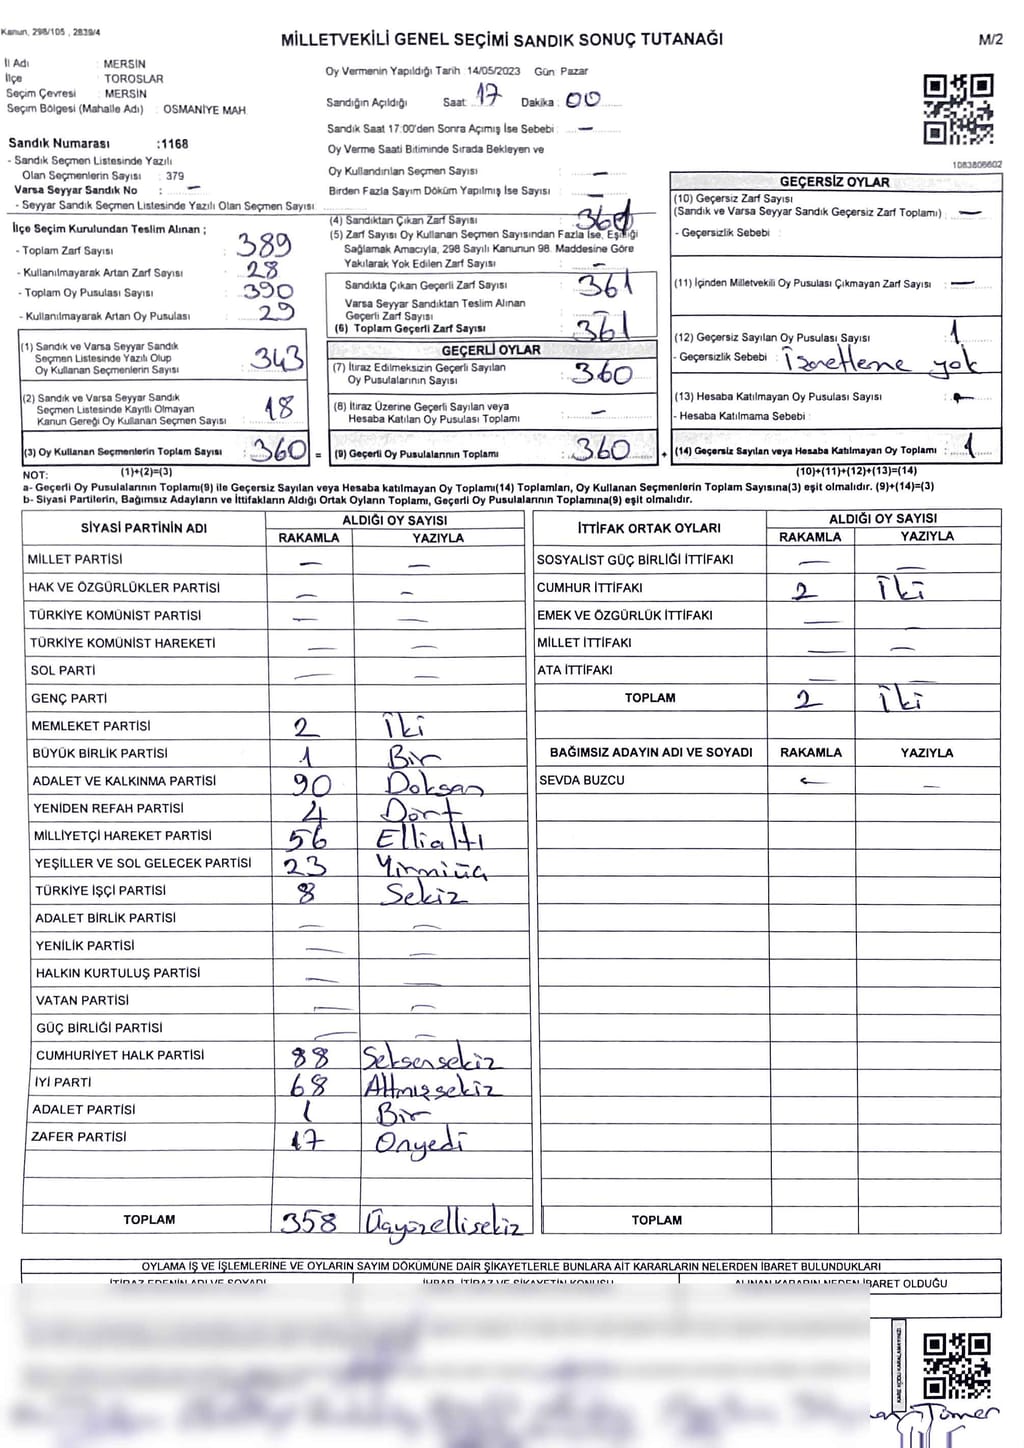 Kanun, 298/105 , 2839/4
MİLLETVEKİLİ GENEL SEÇİMİ SANDIK SONUÇ TUTANAĞI
M/2
İl Adı : MERSİN
İlçe : TOROSLAR
Seçim Çevresi : MERSİN
Seçim Bölgesi (Mahalle Adı) : OSMANİYE MAH
Sandık Numarası :1168
- Sandık Seçmen Listesinde Yazılı
Olan Seçmenlerin Sayısı : 379
Varsa Seyyar Sandık No : —
- Seyyar Sandık Seçmen Listesinde Yazılı Olan Seçmen Sayısı:
Oy Vermenin Yapıldığı Tarih 14/05/2023 Gün Pazar
Sandığın Açıldığı Saat 17 Dakika 00
Sandık Saat 17:00'den Sonra Açımış İse Sebebi : —
Oy Verme Saati Bitiminde Sırada Bekleyen ve
Oy Kullandırılan Seçmen Sayısı : —
Birden Fazla Sayım Döküm Yapılmış İse Sayısı : —
1083806602
İlçe Seçim Kurulundan Teslim Alınan ;
- Toplam Zarf Sayısı : 389
- Kullanılmayarak Artan Zarf Sayısı : 28
- Toplam Oy Pusulası Sayısı : 390
- Kullanılmayarak Artan Oy Pusulası : 29
(1) Sandık ve Varsa Seyyar Sandık
Seçmen Listesinde Yazılı Olup
Oy Kullanan Seçmenlerin Sayısı : 343
(2) Sandık ve Varsa Seyyar Sandık
Seçmen Listesinde Kayıtlı Olmayan
Kanun Gereği Oy Kullanan Seçmen Sayısı : 18
(3) Oy Kullanan Seçmenlerin Toplam Sayısı : 360 =
(4) Sandıktan Çıkan Zarf Sayısı : 361
(5) Zarf Sayısı Oy Kullanan Seçmen Sayısından Fazla İse, Eşitliği
Sağlamak Amacıyla, 298 Sayılı Kanunun 98. Maddesine Göre
Yakılarak Yok Edilen Zarf Sayısı : —
Sandıkta Çıkan Geçerli Zarf Sayısı : 361
Varsa Seyyar Sandıktan Teslim Alınan
Geçerli Zarf Sayısı : —
(6) Toplam Geçerli Zarf Sayısı : 361
GEÇERLİ OYLAR
(7) İtiraz Edilmeksizin Geçerli Sayılan
Oy Pusulalarının Sayısı : 360
(8) İtiraz Üzerine Geçerli Sayılan veya
Hesaba Katılan Oy Pusulası Toplamı : —
(9) Geçerli Oy Pusulalarının Toplamı : 360 +
GEÇERSİZ OYLAR
(10) Geçersiz Zarf Sayısı
(Sandık ve Varsa Seyyar Sandık Geçersiz Zarf Toplamı) : —
- Geçersizlik Sebebi :
(11) İçinden Milletvekili Oy Pusulası Çıkmayan Zarf Sayısı : —
(12) Geçersiz Sayılan Oy Pusulası Sayısı : 1
- Geçersizlik Sebebi : İşaretleme yok
(13) Hesaba Katılmayan Oy Pusulası Sayısı : —
- Hesaba Katılmama Sebebi :
(14) Geçersiz Sayılan veya Hesaba Katılmayan Oy Toplamı : 1
NOT: (1)+(2)=(3) (10)+(11)+(12)+(13)=(14)
a- Geçerli Oy Pusulalarının Toplamı(9) ile Geçersiz Sayılan veya Hesaba katılmayan Oy Toplamı(14) Toplamları, Oy Kullanan Seçmenlerin Toplam Sayısına(3) eşit olmalıdır. (9)+(14)=(3)
b- Siyasi Partilerin, Bağımsız Adayların ve İttifakların Aldığı Ortak Oyların Toplamı, Geçerli Oy Pusulalarının Toplamına(9) eşit olmalıdır.
SİYASİ PARTİNİN ADI ALDIĞI OY SAYISI
RAKAMLA YAZIYLA
MİLLET PARTİSİ — —
HAK VE ÖZGÜRLÜKLER PARTİSİ — —
TÜRKİYE KOMÜNİST PARTİSİ — —
TÜRKİYE KOMÜNİST HAREKETİ — —
SOL PARTİ — —
GENÇ PARTİ
MEMLEKET PARTİSİ 2 İki
BÜYÜK BİRLİK PARTİSİ 1 Bir
ADALET VE KALKINMA PARTİSİ 90 Doksan
YENİDEN REFAH PARTİSİ 4 Dört
MİLLİYETÇİ HAREKET PARTİSİ 56 Ellialtı
YEŞİLLER VE SOL GELECEK PARTİSİ 23 Yirmiüç
TÜRKİYE İŞÇİ PARTİSİ 8 Sekiz
ADALET BİRLİK PARTİSİ — —
YENİLİK PARTİSİ — —
HALKIN KURTULUŞ PARTİSİ — —
VATAN PARTİSİ — —
GÜÇ BİRLİĞİ PARTİSİ — —
CUMHURİYET HALK PARTİSİ 88 Seksensekiz
İYİ PARTİ 68 Altmışsekiz
ADALET PARTİSİ 1 Bir
ZAFER PARTİSİ 17 Onyedi
TOPLAM 358 Üçyüzellisekiz
İTTİFAK ORTAK OYLARI ALDIĞI OY SAYISI
RAKAMLA YAZIYLA
SOSYALİST GÜÇ BİRLİĞİ İTTİFAKI — —
CUMHUR İTTİFAKI 2 İki
EMEK VE ÖZGÜRLÜK İTTİFAKI — —
MİLLET İTTİFAKI — —
ATA İTTİFAKI — —
TOPLAM 2 İki
BAĞIMSIZ ADAYIN ADI VE SOYADI RAKAMLA YAZIYLA
SEVDA BUZCU — —
TOPLAM
OYLAMA İŞ VE İŞLEMLERİNE VE OYLARIN SAYIM DÖKÜMÜNE DAİR ŞİKAYETLERLE BUNLARA AİT KARARLARIN NELERDEN İBARET BULUNDUKLARI
İTİRAZ EDENİN ADI VE SOYADI İHBAR, İTİRAZ VE ŞİKAYETİN KONUSU ALINAN KARARIN NEDEN İBARET OLDUĞU
KARE KODU KARALAMAYINIZ!
Tümer